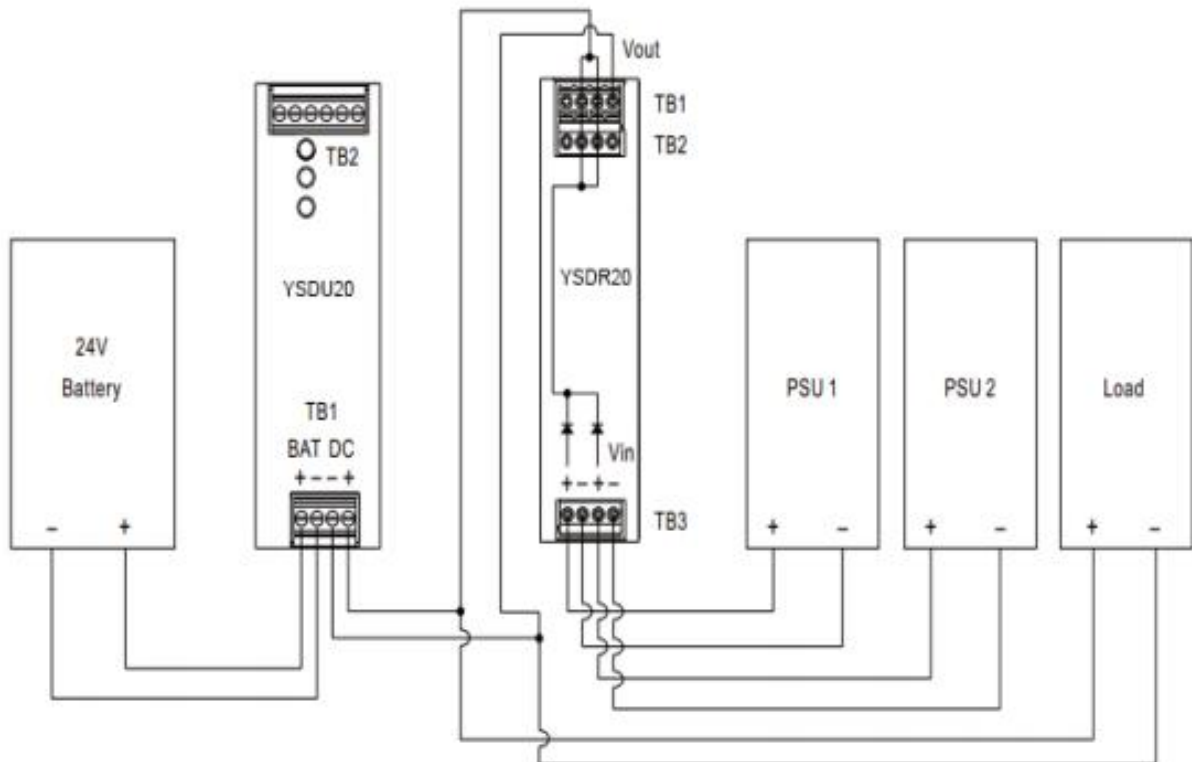 Vout
TB1
TB2
TB2
YSDU20
YSDR20
24V
Battery
PSU 1
PSU 2
Load
TB1
BAT DC
+ − − +
Vin
+ − + −
TB3
− +
+ −
+ −
+ −